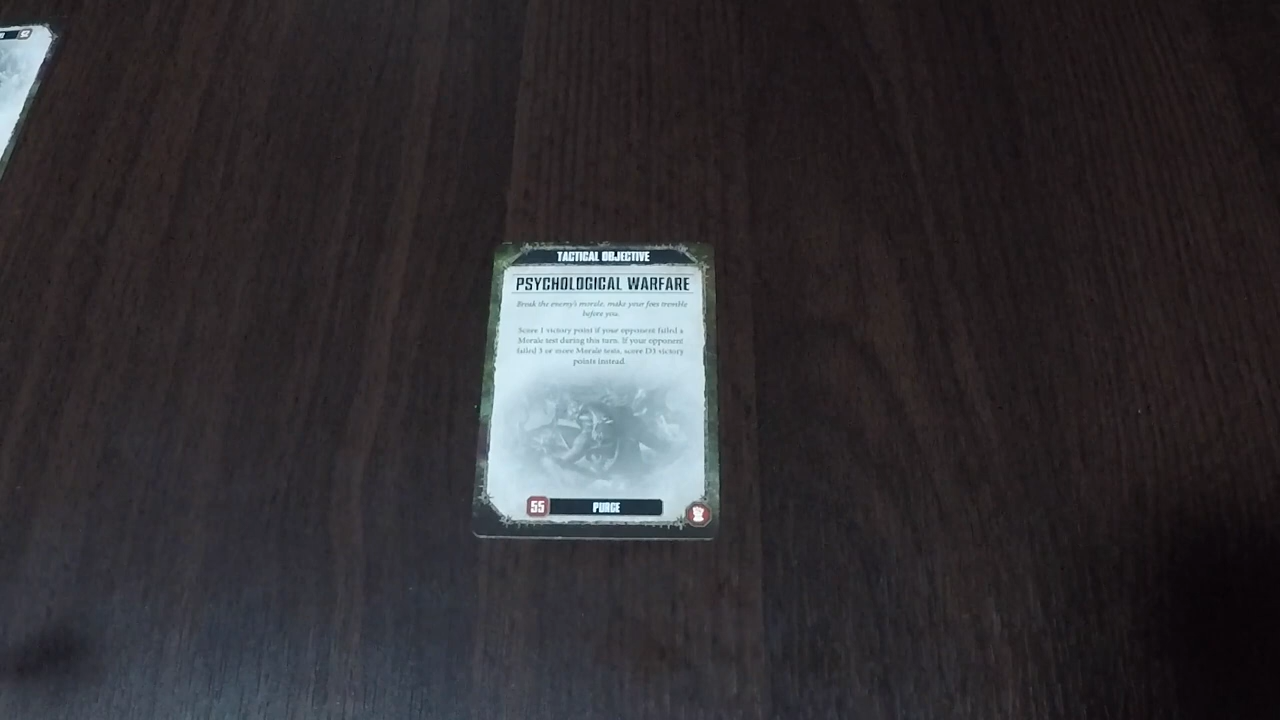 TACTICAL OBJECTIVE
PSYCHOLOGICAL WARFARE
Break the enemy's morale, make your foes tremble
before you.
Score 1 victory point if your opponent failed a
Morale test during this turn. If your opponent
failed 3 or more Morale tests, score D3 victory
points instead.
55
PURGE